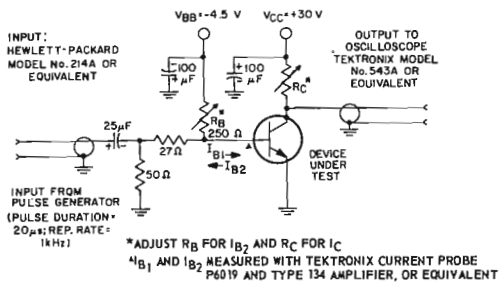 INPUT:
HEWLETT-PACKARD
MODEL No. 214A OR
EQUIVALENT
VBB=-4.5 V
VCC=+30 V
OUTPUT TO
OSCILLOSCOPE
TEKTRONIX MODEL
No. 543A OR
EQUIVALENT
-100
+ μF
+100
μF
RC*
RB*
250 Ω
25μF
+
27Ω
IB1
IB2
▲
50Ω
DEVICE
UNDER
TEST
INPUT FROM
PULSE GENERATOR
(PULSE DURATION=
20μs; REP. RATE=
1kHz)
*ADJUST RB FOR IB2 AND RC FOR IC
▲IB1 AND IB2 MEASURED WITH TEKTRONIX CURRENT PROBE
P6019 AND TYPE 134 AMPLIFIER, OR EQUIVALENT